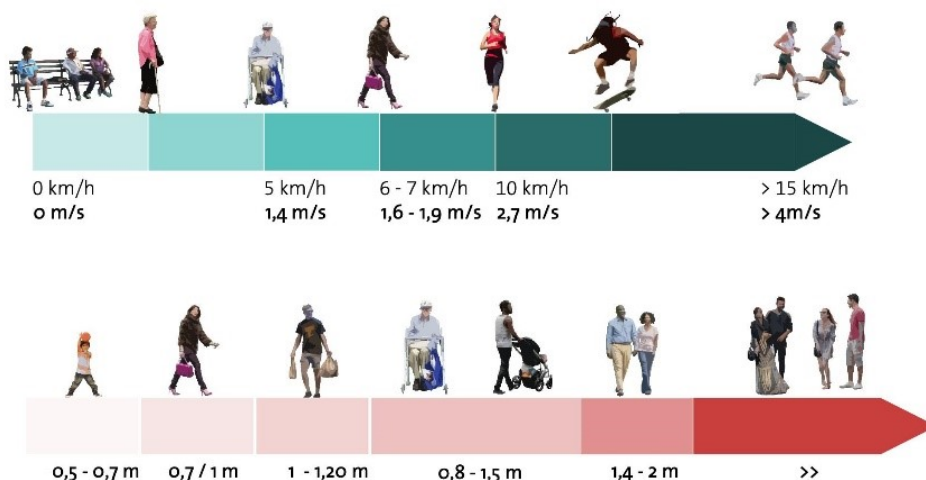 0 km/h 5 km/h 6 - 7 km/h 10 km/h > 15 km/h
0 m/s 1,4 m/s 1,6 - 1,9 m/s 2,7 m/s > 4m/s
0,5 - 0,7 m 0,7 / 1 m 1 - 1,20 m 0,8 - 1,5 m 1,4 - 2 m >>